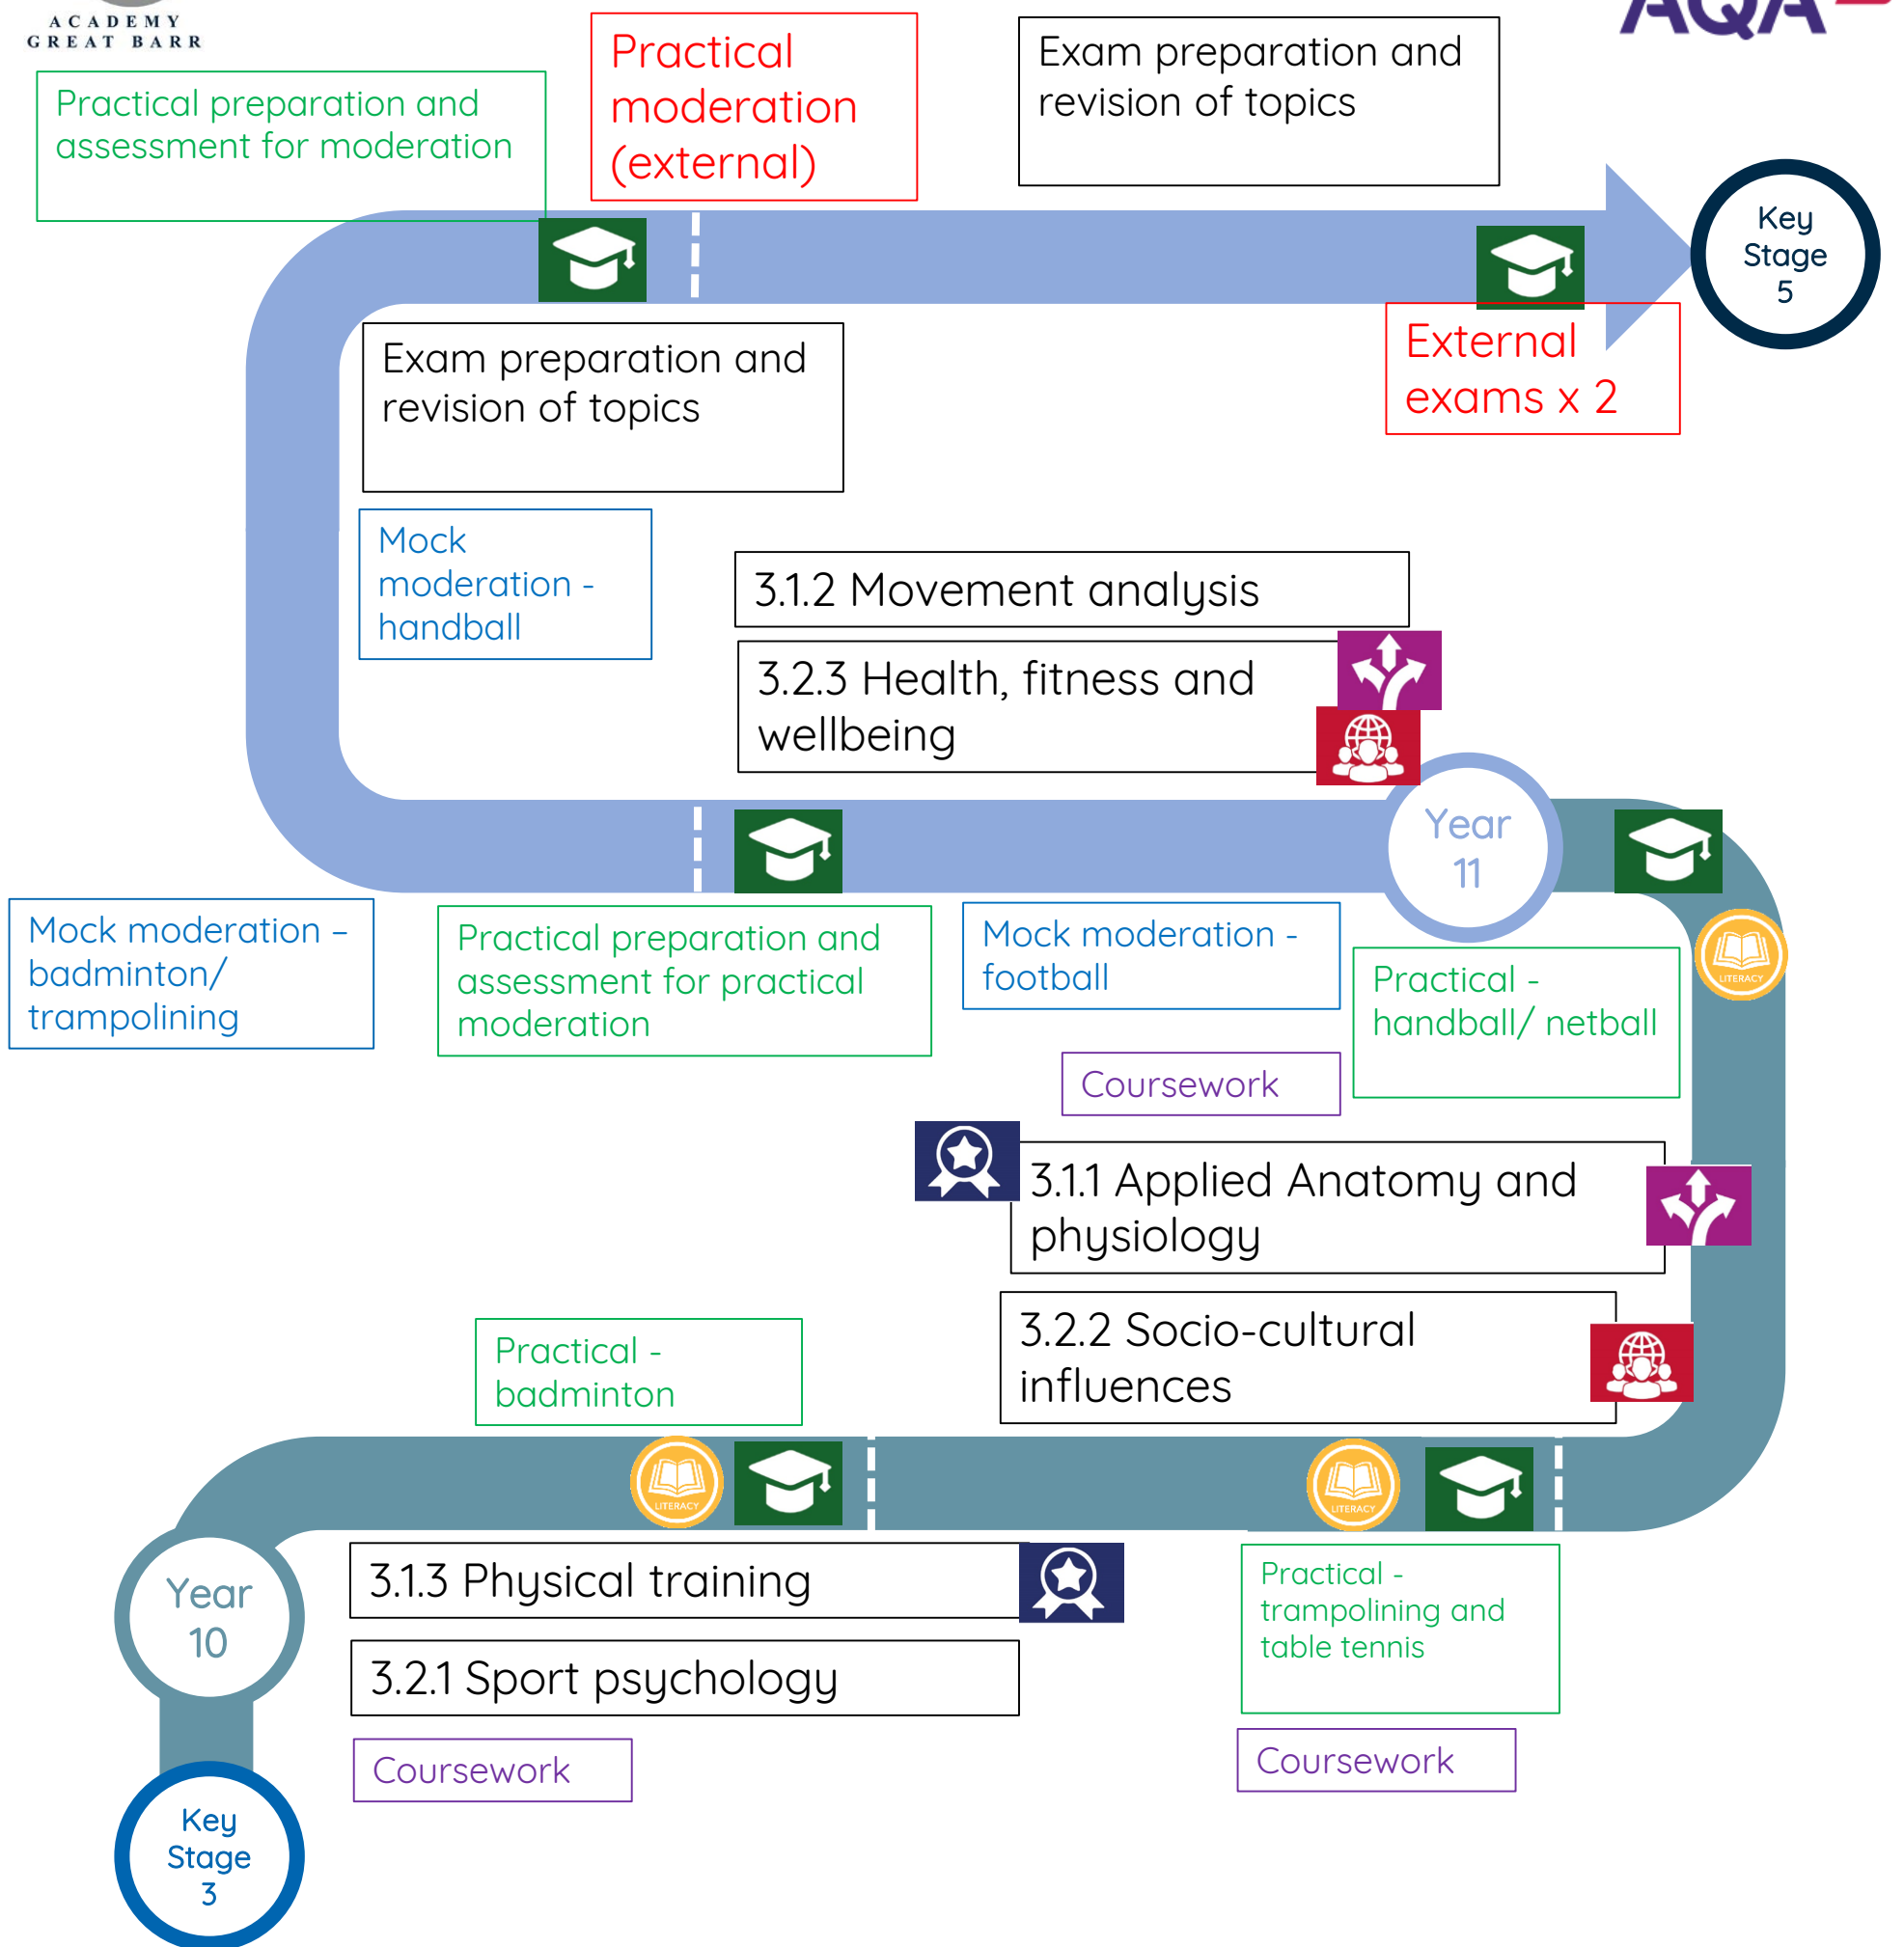 ACADEMY
GREAT BARR
AQA
Practical preparation and
assessment for moderation
Practical
moderation
(external)
Exam preparation and
revision of topics
Key
Stage
5
External
exams x 2
Exam preparation and
revision of topics
Mock
moderation -
handball
3.1.2 Movement analysis
3.2.3 Health, fitness and
wellbeing
Year
11
Mock moderation –
badminton/
trampolining
Practical preparation and
assessment for practical
moderation
Mock moderation -
football
Practical -
handball/ netball
LITERACY
Coursework
3.1.1 Applied Anatomy and
physiology
3.2.2 Socio-cultural
influences
Practical -
badminton
LITERACY
LITERACY
Year
10
3.1.3 Physical training
3.2.1 Sport psychology
Coursework
Practical -
trampolining and
table tennis
Coursework
Key
Stage
3